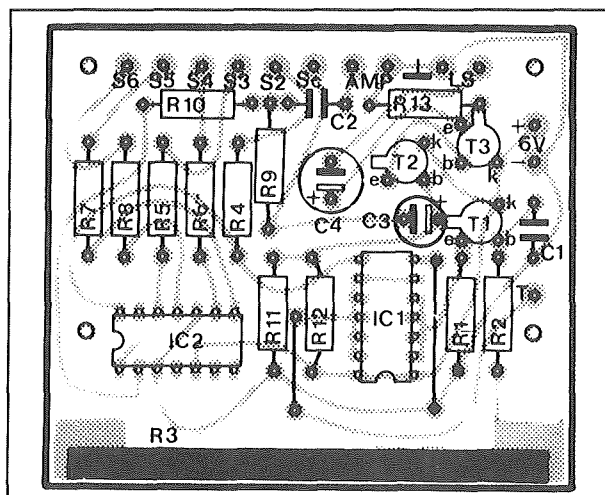 S6 S5 S4 S3 S2 Sc AMP LS
R10 C2 R13
e T3 + 6V
k
T2 b k −
R7 R8 R5 R6 R4 R9
e b
C4 + C3 + T1 k
e b C1
T
IC2 R11 R12 IC1 R1 R2
R3